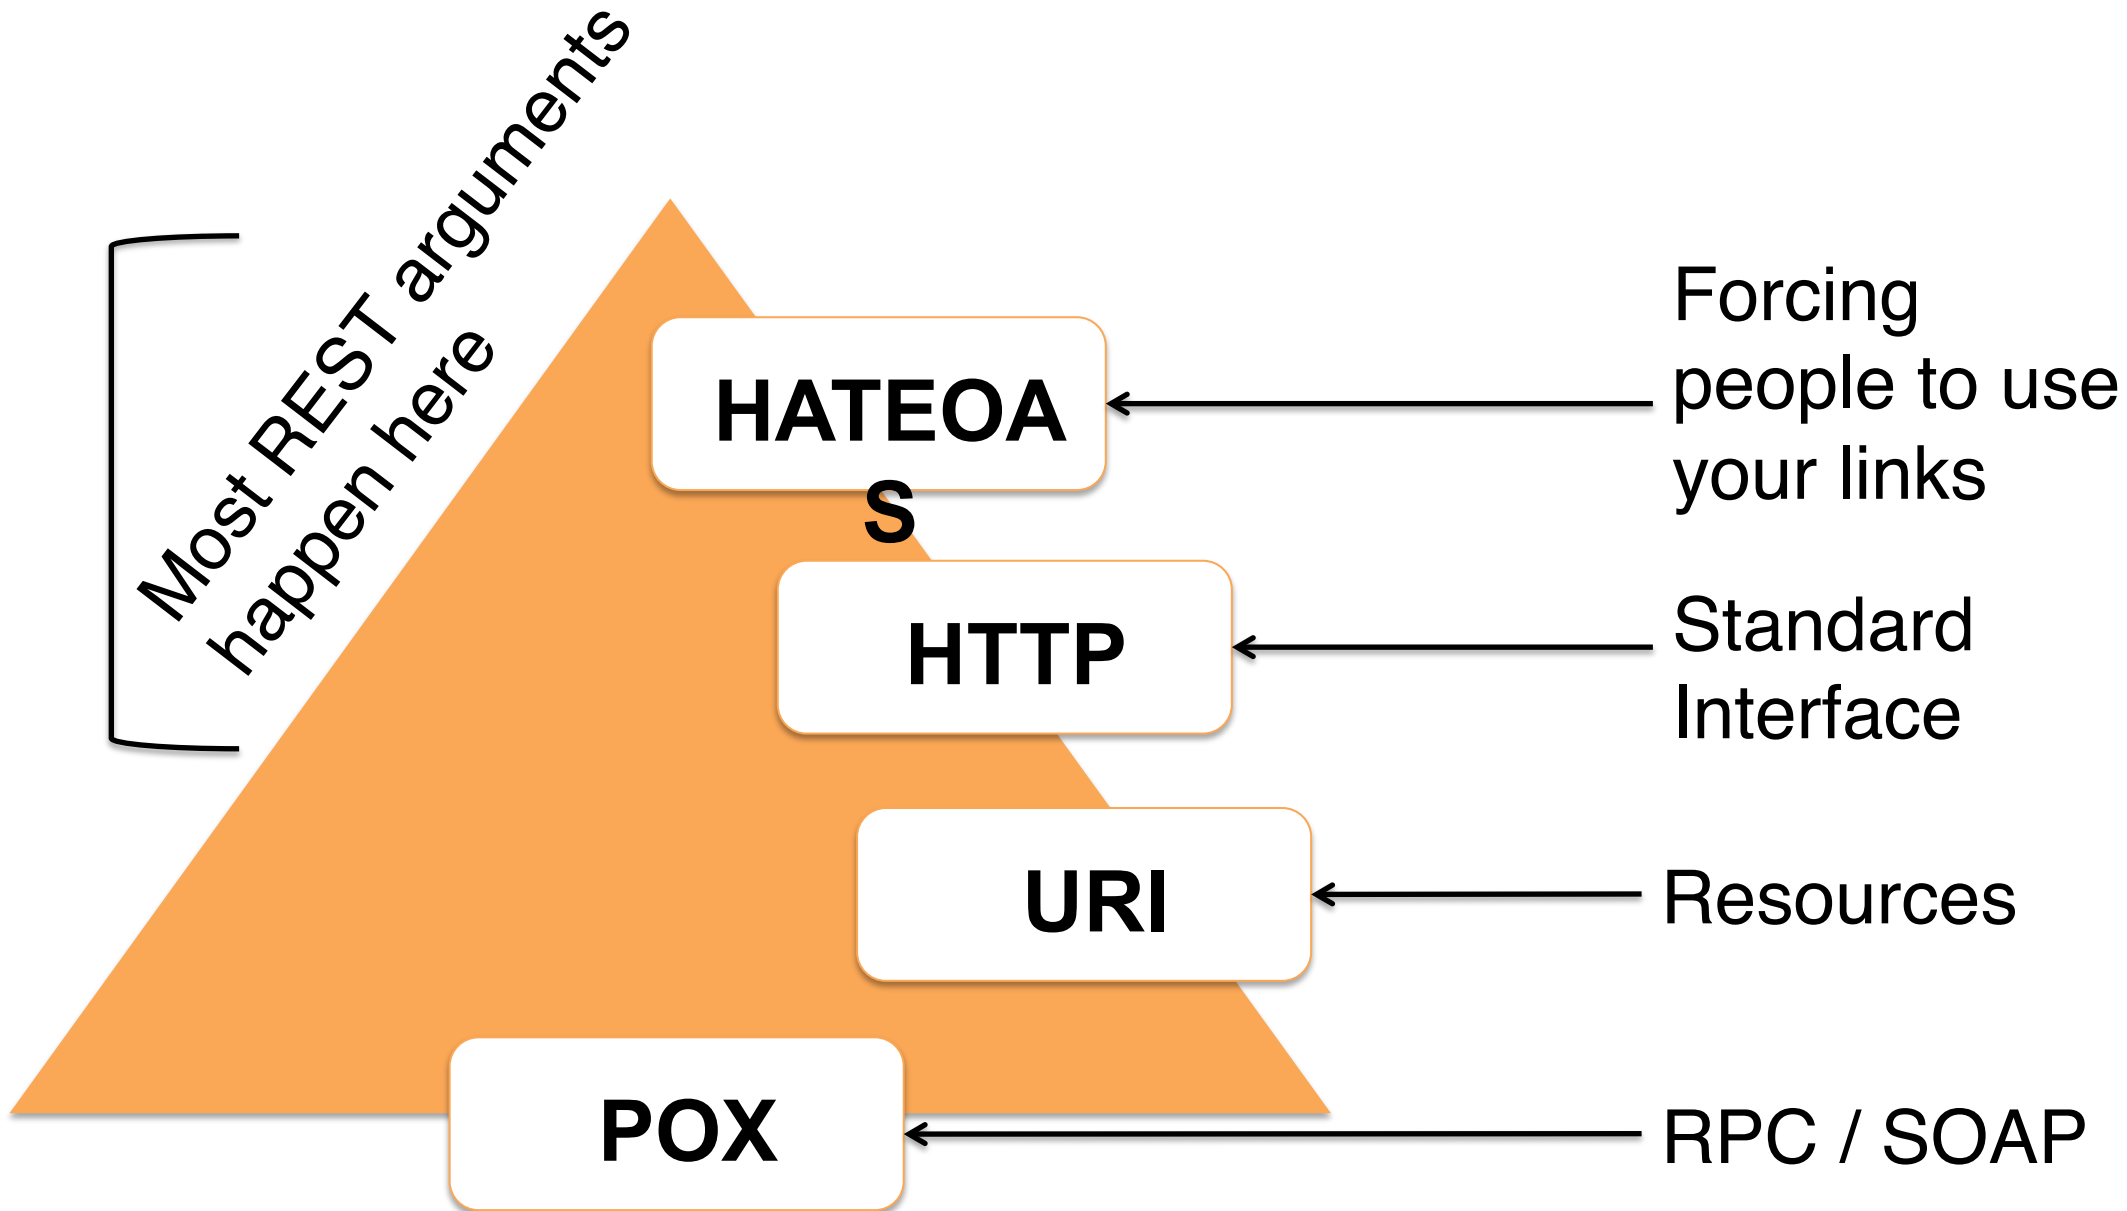 Most REST arguments
happen here
HATEOA
S
Forcing
people to use
your links
HTTP
Standard
Interface
URI
Resources
POX
RPC / SOAP